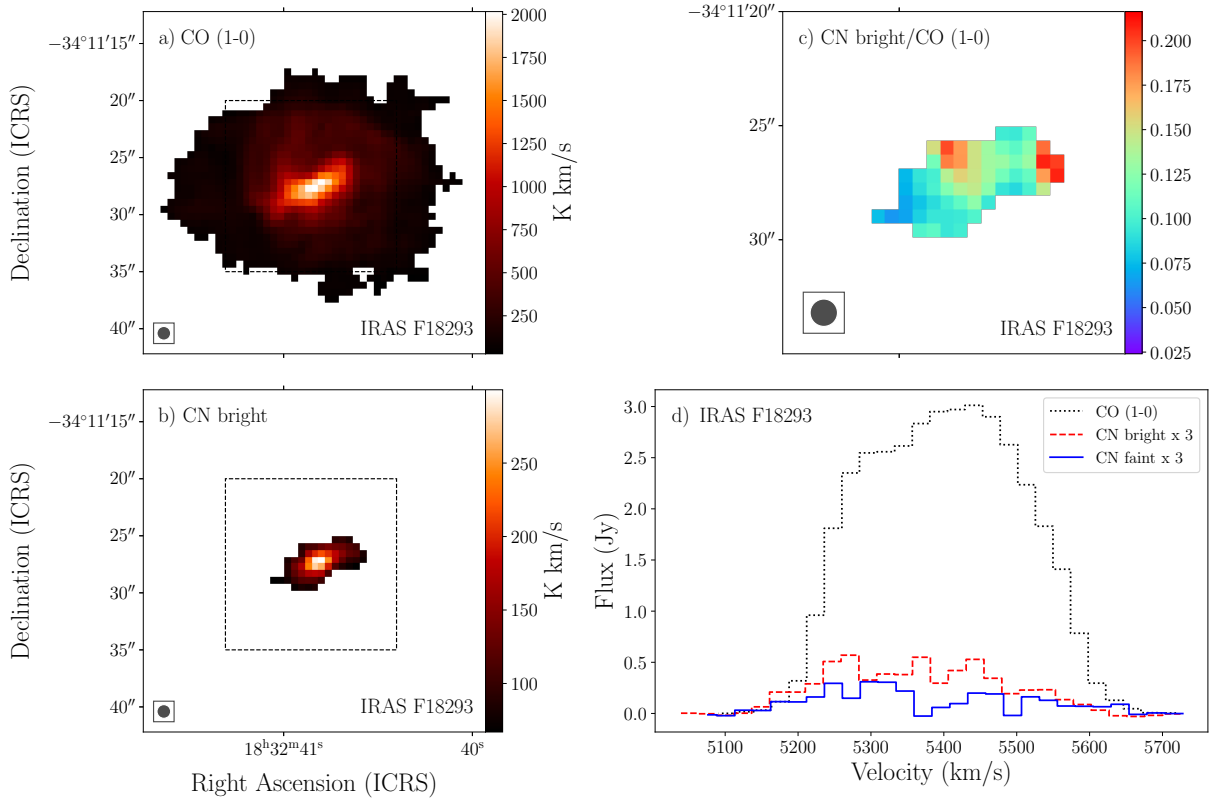 a) CO (1-0)
−34°11′15″
20″
25″
30″
35″
40″
Declination (ICRS)
IRAS F18293
2000
1750
1500
1250
1000
750
500
250
K km/s
c) CN bright/CO (1-0)
−34°11′20″
25″
30″
IRAS F18293
0.200
0.175
0.150
0.125
0.100
0.075
0.050
0.025
b) CN bright
−34°11′15″
20″
25″
30″
35″
40″
Declination (ICRS)
IRAS F18293
250
200
150
100
K km/s
18ʰ32ᵐ41ˢ
40ˢ
Right Ascension (ICRS)
d) IRAS F18293
CO (1-0)
CN bright x 3
CN faint x 3
3.0
2.5
2.0
1.5
1.0
0.5
0.0
Flux (Jy)
5100
5200
5300
5400
5500
5600
5700
Velocity (km/s)